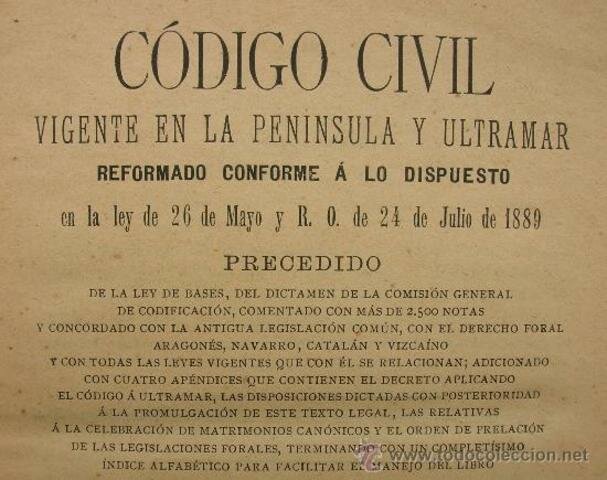 CÓDIGO CIVIL
VIGENTE EN LA PENINSULA Y ULTRAMAR
REFORMADO CONFORME Á LO DISPUESTO
en la ley de 26 de Mayo y R. O. de 24 de Julio de 1889
PRECEDIDO
DE LA LEY DE BASES, DEL DICTAMEN DE LA COMISIÓN GENERAL
DE CODIFICACIÓN, COMENTADO CON MÁS DE 2.500 NOTAS
Y CONCORDADO CON LA ANTIGUA LEGISLACIÓN COMÚN, CON EL DERECHO FORAL
ARAGONÉS, NAVARRO, CATALÁN Y VIZCAÍNO
Y CON TODAS LAS LEYES VIGENTES QUE CON ÉL SE RELACIONAN; ADICIONADO
CON CUATRO APÉNDICES QUE CONTIENEN EL DECRETO APLICANDO
EL CÓDIGO Á ULTRAMAR, LAS DISPOSICIONES DICTADAS CON POSTERIORIDAD
Á LA PROMULGACIÓN DE ESTE TEXTO LEGAL, LAS RELATIVAS
Á LA CELEBRACIÓN DE MATRIMONIOS CANÓNICOS Y EL ORDEN DE PRELACIÓN
DE LAS LEGISLACIONES FORALES, TERMINANDO CON UN COMPLETÍSIMO
ÍNDICE ALFABÉTICO PARA FACILITAR EL MANEJO DEL LIBRO
todocoleccion.net